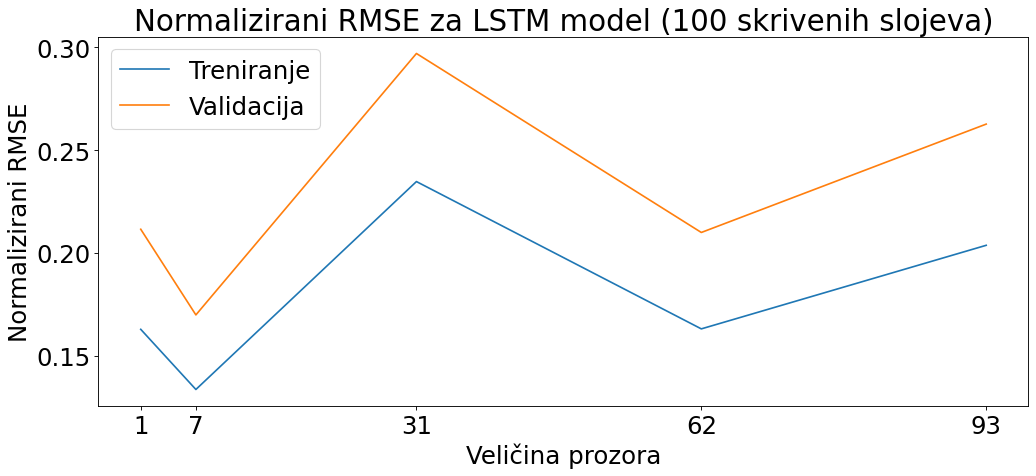 Normalizirani RMSE za LSTM model (100 skrivenih slojeva)
Treniranje
Validacija
Normalizirani RMSE
0.30
0.25
0.20
0.15
1 7 31 62 93
Veličina prozora